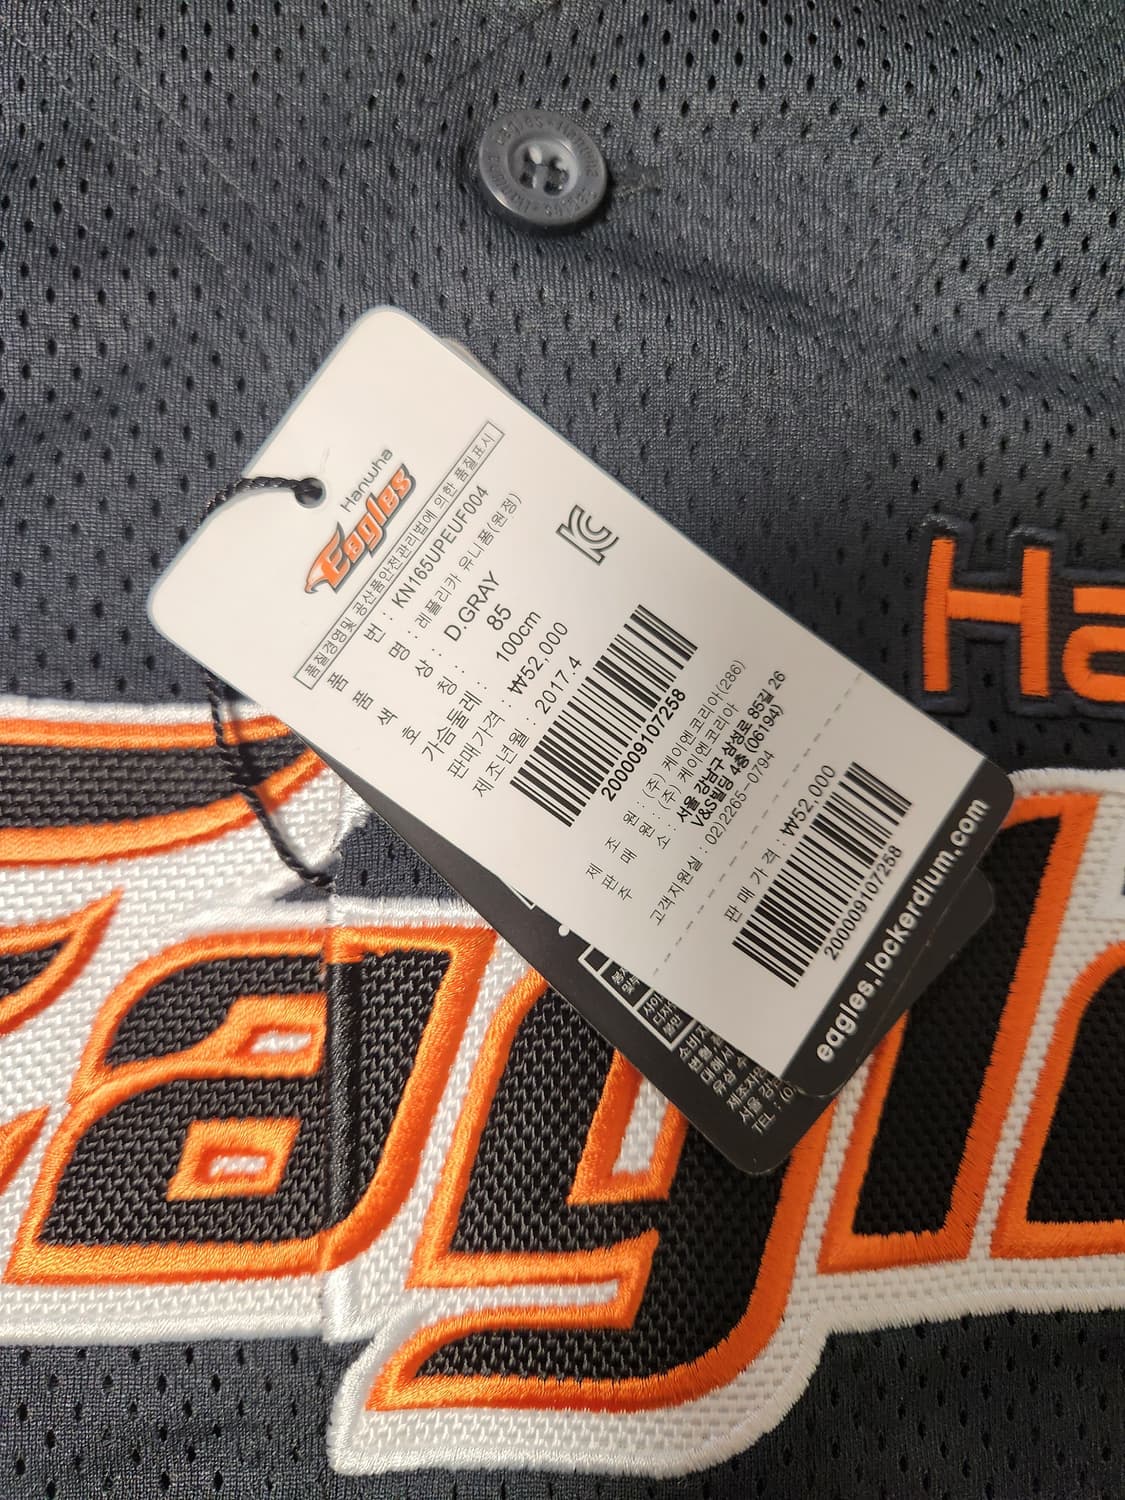 Hanwha
Eagles
품질경영및 공산품안전관리법에 의한 품질표시
품 번 : KN165UPEUF004
품 명 : 레플리카 유니폼(원정)
색 상 : D.GRAY
호 칭 : 85
가슴둘레 : 100cm
판매가격 : ₩52,000
제조년월 : 2017.4
200009107258
제 조 원 : (주) 케이엔코리아(286)
판 매 원 : (주) 케이엔코리아
주 소 : 서울 강남구 삼성로 85길 26
V&S빌딩 4층 (06194)
고객지원실 : 02)2265-0794
판 매 가 격 : ₩52,000
200009107258
eagles.lockerdium.com
TEL : (0
Ha